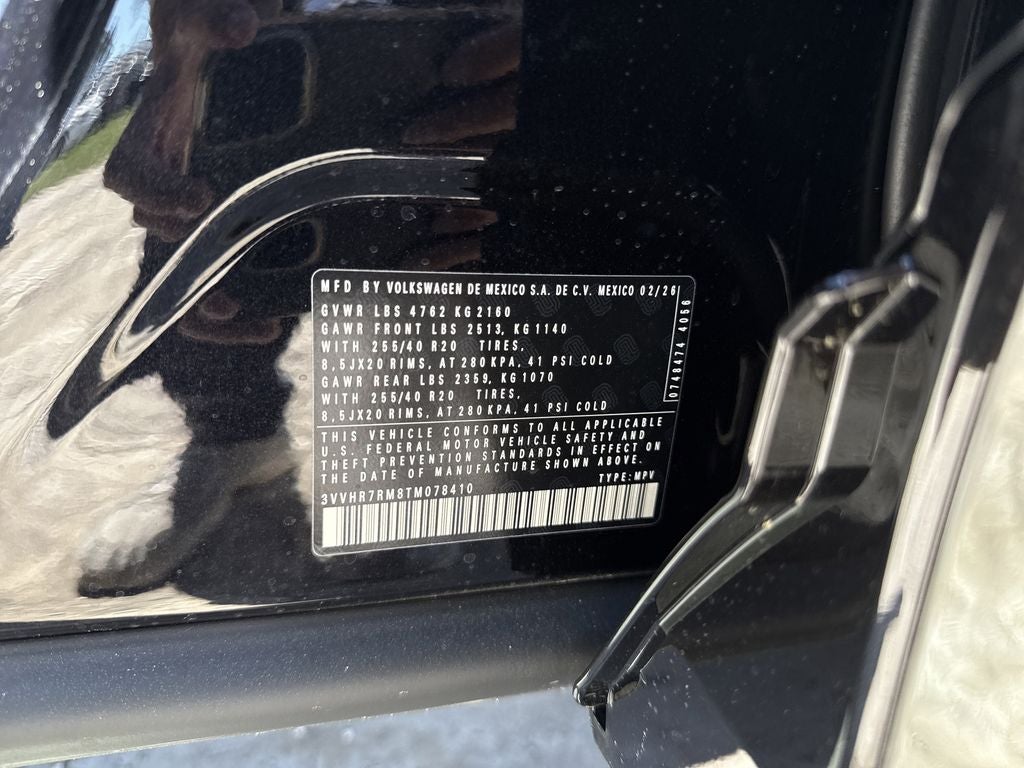 MFD BY VOLKSWAGEN DE MEXICO S.A. DE C.V. MEXICO 02/26
GVWR LBS 4762 KG 2160
GAWR FRONT LBS 2513, KG 1140
WITH 255/40 R20 TIRES,
8,5JX20 RIMS, AT 280 KPA, 41 PSI COLD
GAWR REAR LBS 2359, KG 1070
WITH 255/40 R20 TIRES,
8,5JX20 RIMS, AT 280 KPA, 41 PSI COLD
0748474 4056
THIS VEHICLE CONFORMS TO ALL APPLICABLE
U.S. FEDERAL MOTOR VEHICLE SAFETY AND
THEFT PREVENTION STANDARDS IN EFFECT ON
THE DATE OF MANUFACTURE SHOWN ABOVE.
TYPE: MPV
3VVHR7RM8TM078410